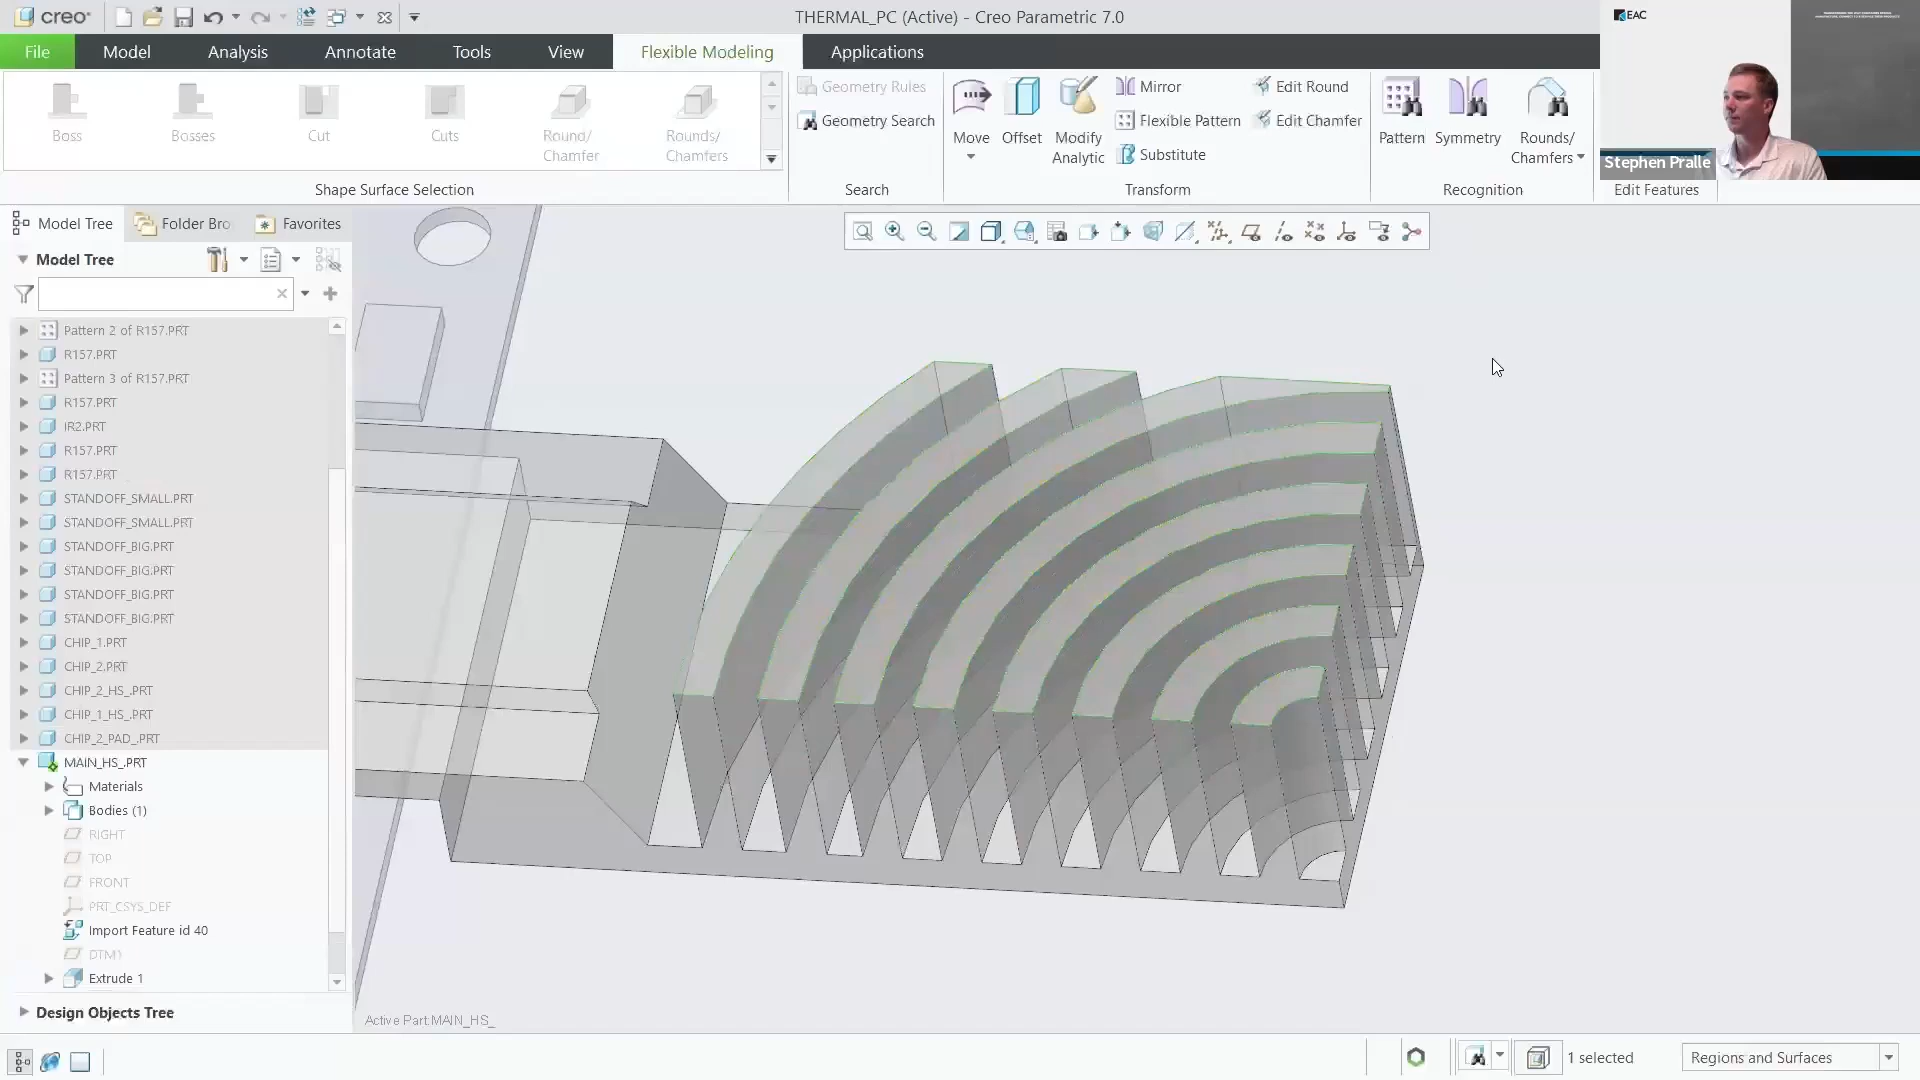 creo
THERMAL_PC (Active) - Creo Parametric 7.0
EAC
File
Model
Analysis
Annotate
Tools
View
Flexible Modeling
Applications
Boss
Bosses
Cut
Cuts
Round/
Chamfer
Rounds/
Chamfers
Shape Surface Selection
Geometry Rules
Geometry Search
Search
Move
Offset
Modify
Analytic
Mirror
Flexible Pattern
Substitute
Edit Round
Edit Chamfer
Transform
Pattern
Symmetry
Rounds/
Chamfers
Recognition
Stephen Pralle
Edit Features
Model Tree
Folder Bro
Favorites
Model Tree
Pattern 2 of R157.PRT
R157.PRT
Pattern 3 of R157.PRT
R157.PRT
IR2.PRT
R157.PRT
R157.PRT
STANDOFF_SMALL.PRT
STANDOFF_SMALL.PRT
STANDOFF_BIG.PRT
STANDOFF_BIG.PRT
STANDOFF_BIG.PRT
STANDOFF_BIG.PRT
CHIP_1.PRT
CHIP_2.PRT
CHIP_2_HS_.PRT
CHIP_1_HS_.PRT
CHIP_2_PAD_.PRT
MAIN_HS_.PRT
Materials
Bodies (1)
RIGHT
TOP
FRONT
PRT_CSYS_DEF
Import Feature id 40
DTM1
Extrude 1
Design Objects Tree
Active Part:MAIN_HS_
1 selected
Regions and Surfaces